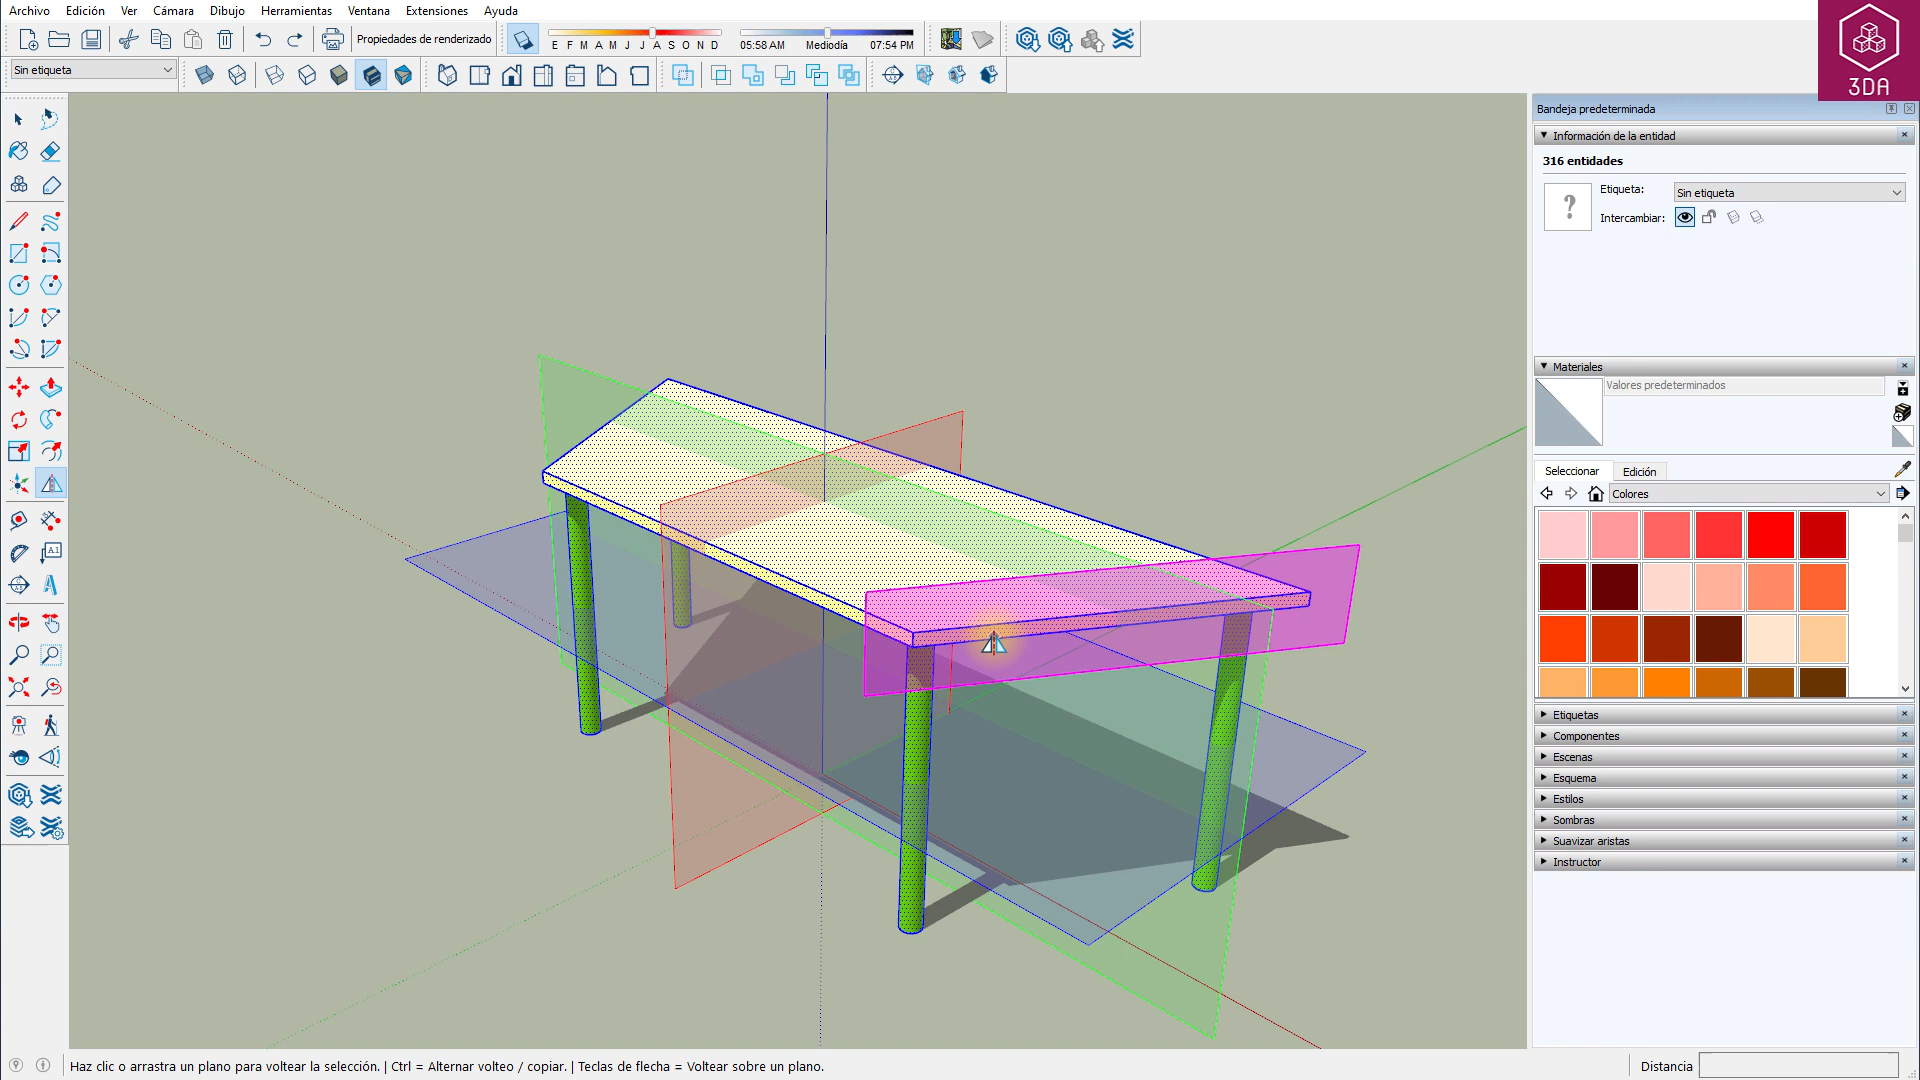 Archivo Edición Ver Cámara Dibujo Herramientas Ventana Extensiones Ayuda
3DA
Propiedades de renderizado
E F M A M J J A S O N D
05:58 AM Mediodía 07:54 PM
Sin etiqueta
A1
A
Bandeja predeterminada
Información de la entidad
316 entidades
?
Etiqueta: Sin etiqueta
Intercambiar:
Materiales
Valores predeterminados
Seleccionar Edición
Colores
Etiquetas
Componentes
Escenas
Esquema
Estilos
Sombras
Suavizar aristas
Instructor
Haz clic o arrastra un plano para voltear la selección. | Ctrl = Alternar volteo / copiar. | Teclas de flecha = Voltear sobre un plano.
Distancia